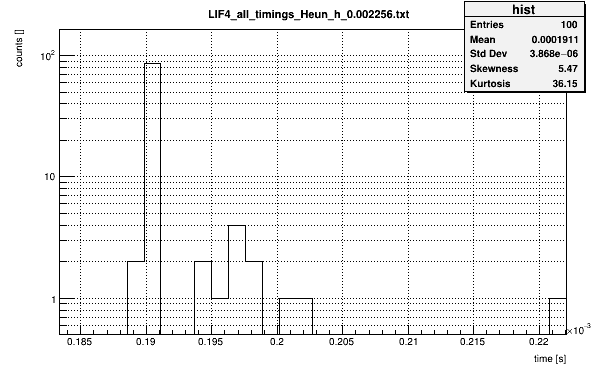 LIF4_all_timings_Heun_h_0.002256.txt
hist
Entries 100
Mean 0.0001911
Std Dev 3.868e−06
Skewness 5.47
Kurtosis 36.15
counts []
10²
10
1
0.185 0.19 0.195 0.2 0.205 0.21 0.215 0.22
×10⁻³
time [s]